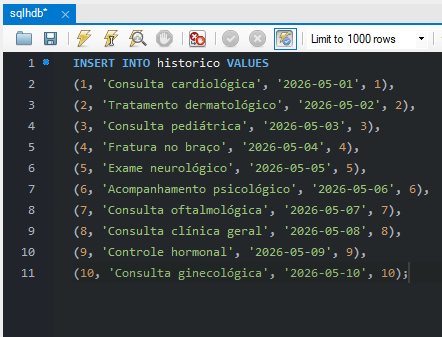 sqlhdb*
Limit to 1000 rows
1 INSERT INTO historico VALUES
2 (1, 'Consulta cardiológica', '2026-05-01', 1),
3 (2, 'Tratamento dermatológico', '2026-05-02', 2),
4 (3, 'Consulta pediátrica', '2026-05-03', 3),
5 (4, 'Fratura no braço', '2026-05-04', 4),
6 (5, 'Exame neurológico', '2026-05-05', 5),
7 (6, 'Acompanhamento psicológico', '2026-05-06', 6),
8 (7, 'Consulta oftalmológica', '2026-05-07', 7),
9 (8, 'Consulta clínica geral', '2026-05-08', 8),
10 (9, 'Controle hormonal', '2026-05-09', 9),
11 (10, 'Consulta ginecológica', '2026-05-10', 10);